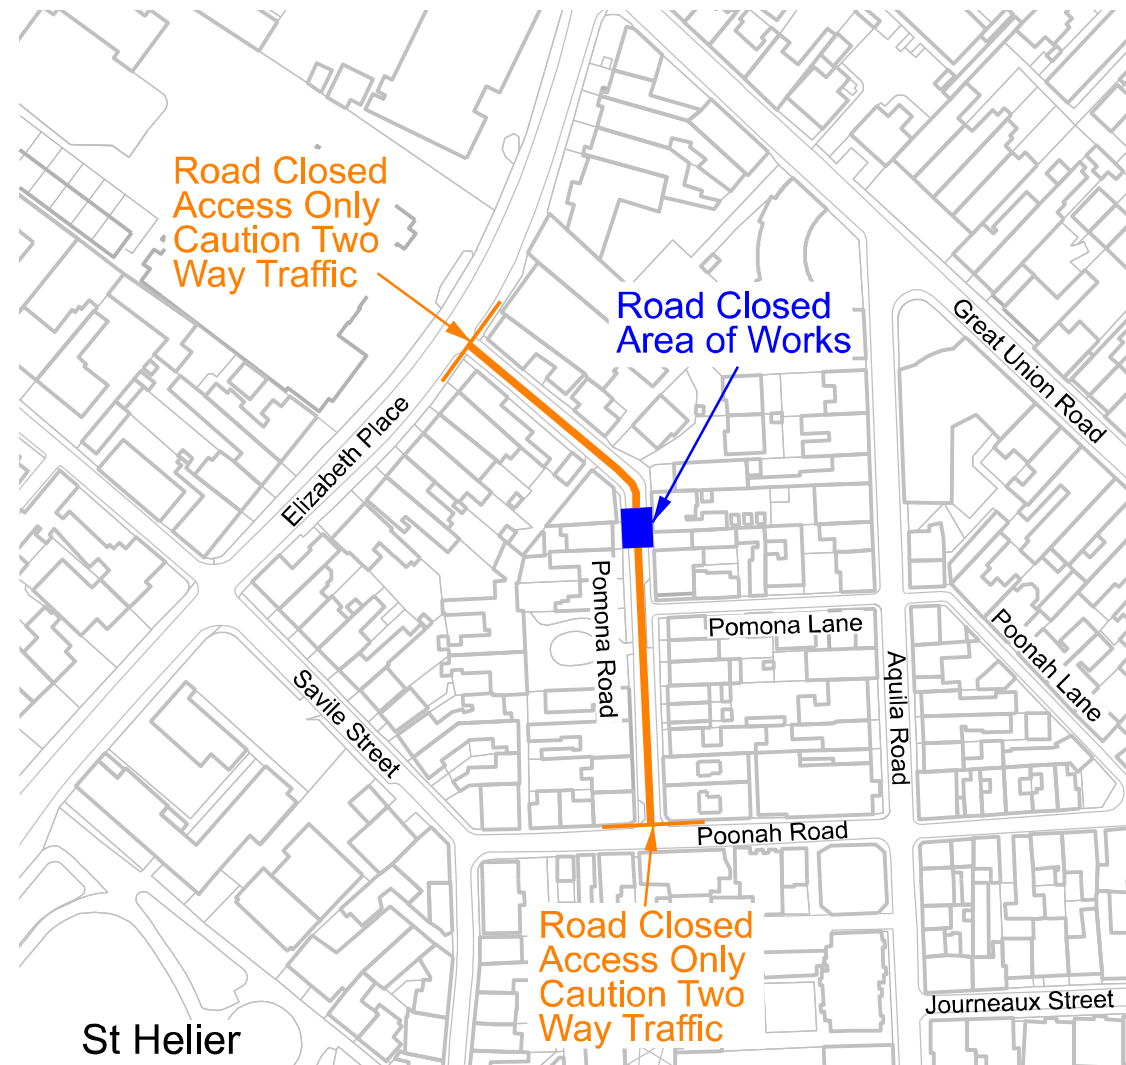 Road Closed
Access Only
Caution Two
Way Traffic
Road Closed
Area of Works
Great Union Road
Elizabeth Place
Pomona Road
Pomona Lane
Poonah Lane
Aquila Road
Savile Street
Poonah Road
Road Closed
Access Only
Caution Two
Way Traffic
Journeaux Street
St Helier